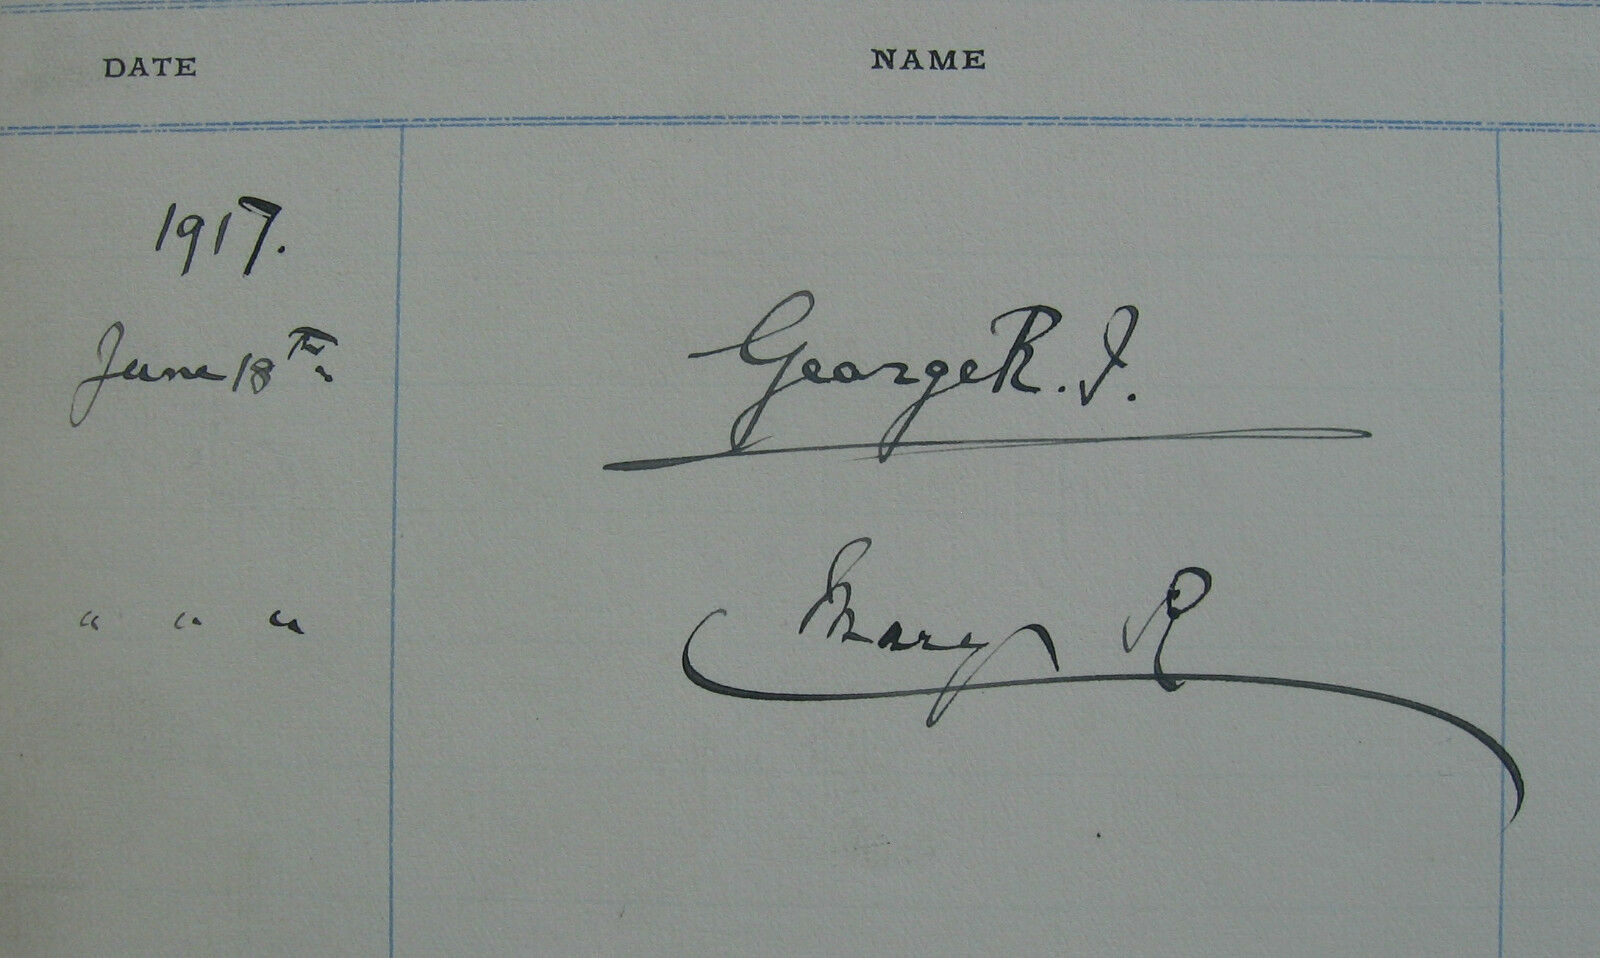 DATE NAME
1917.
June 18th George R. I.
" " " Mary R